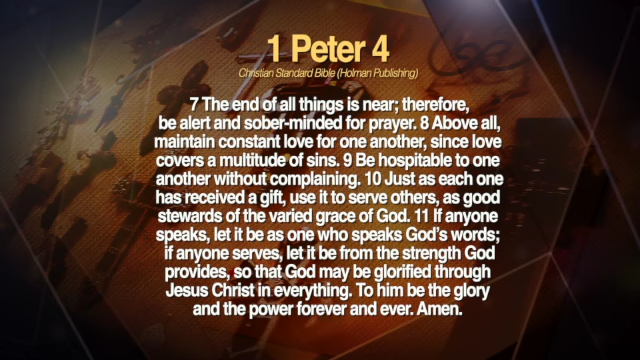 1 Peter 4
Christian Standard Bible (Holman Publishing)
7 The end of all things is near; therefore,
be alert and sober-minded for prayer. 8 Above all,
maintain constant love for one another, since love
covers a multitude of sins. 9 Be hospitable to one
another without complaining. 10 Just as each one
has received a gift, use it to serve others, as good
stewards of the varied grace of God. 11 If anyone
speaks, let it be as one who speaks God's words;
if anyone serves, let it be from the strength God
provides, so that God may be glorified through
Jesus Christ in everything. To him be the glory
and the power forever and ever. Amen.